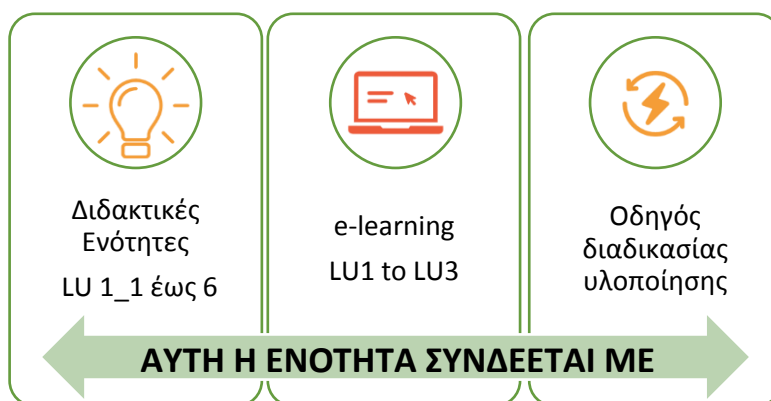 Διδακτικές
Ενότητες
LU 1_1 έως 6
e-learning
LU1 to LU3
Οδηγός
διαδικασίας
υλοποίησης
ΑΥΤΗ Η ΕΝΟΤΗΤΑ ΣΥΝΔΕΕΤΑΙ ΜΕ